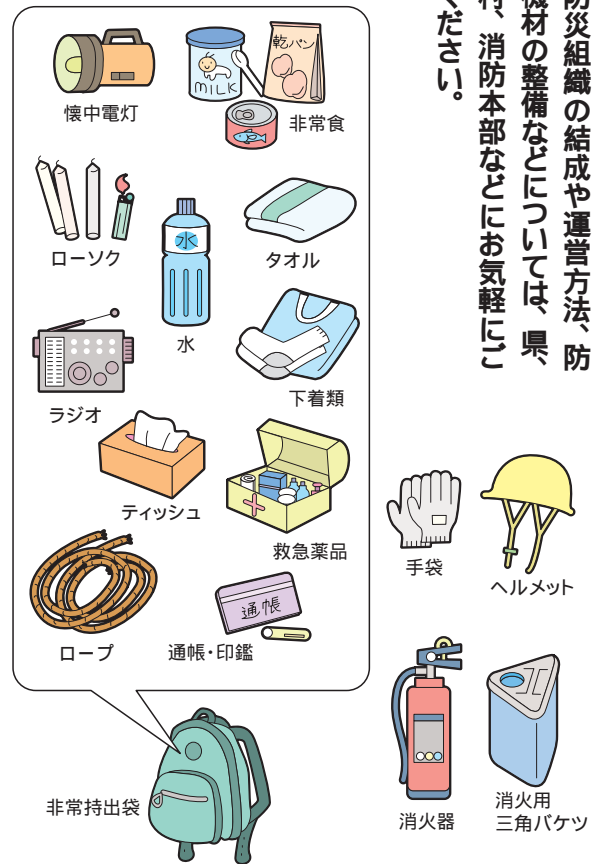 防災組織の結成や運営方法、防
機材の整備などについては、県、
村、消防本部などにお気軽にご
ください。
懐中電灯
MILK
乾パン
非常食
ローソク
水
水
タオル
ラジオ
下着類
ティッシュ
救急薬品
ロープ
通帳
通帳・印鑑
手袋
ヘルメット
非常持出袋
消火器
消火用
三角バケツ